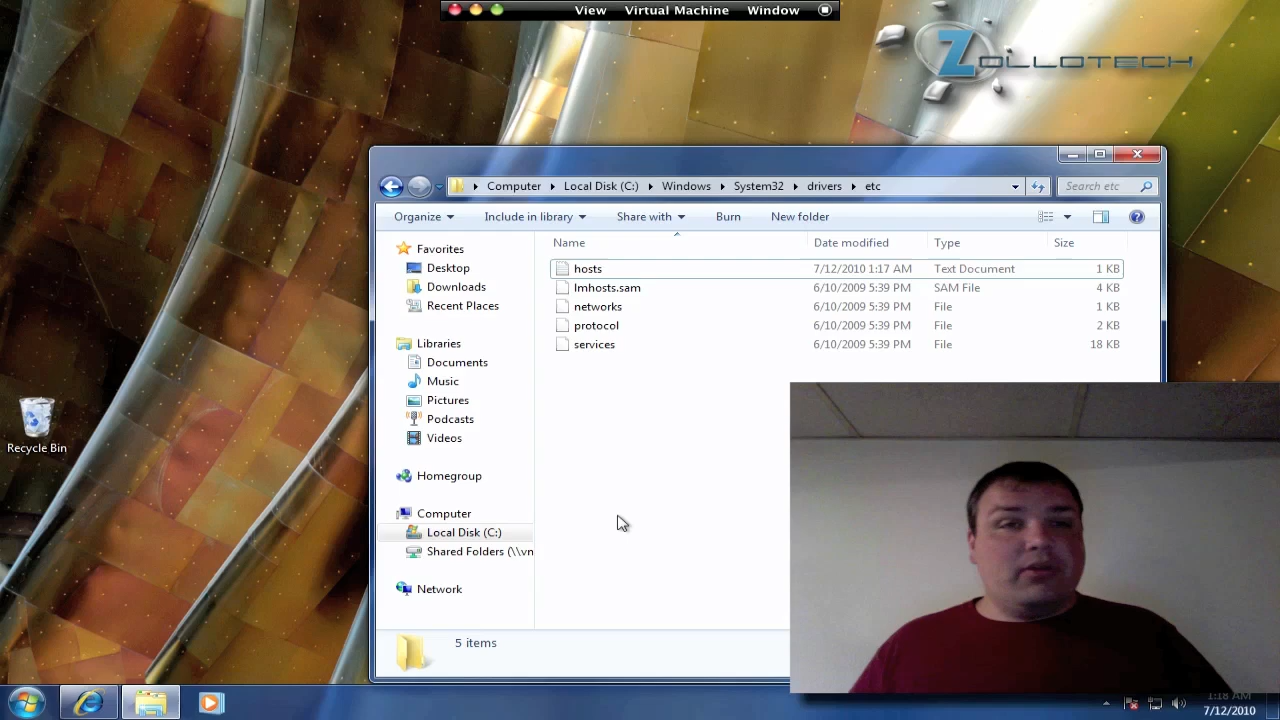 View Virtual Machine Window
ZOLLOTECH
Computer Local Disk (C:) Windows System32 drivers etc
Search etc
Organize Include in library Share with Burn New folder
Name Date modified Type Size
Favorites
Desktop
Downloads
Recent Places
Libraries
Documents
Music
Pictures
Podcasts
Videos
Homegroup
Computer
Local Disk (C:)
Shared Folders (\\vn
Network
hosts 7/12/2010 1:17 AM Text Document 1 KB
lmhosts.sam 6/10/2009 5:39 PM SAM File 4 KB
networks 6/10/2009 5:39 PM File 1 KB
protocol 6/10/2009 5:39 PM File 2 KB
services 6/10/2009 5:39 PM File 18 KB
5 items
Recycle Bin
1:18 AM
7/12/2010